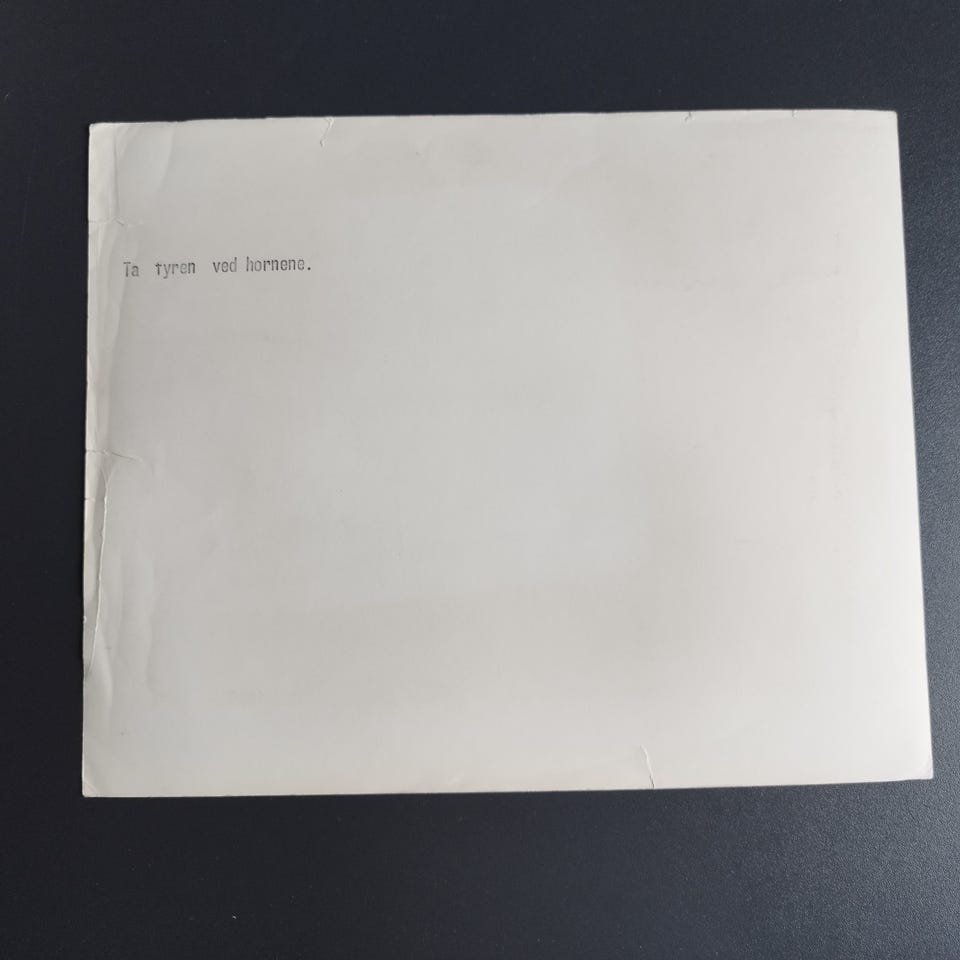 Ta tyren ved hornene.